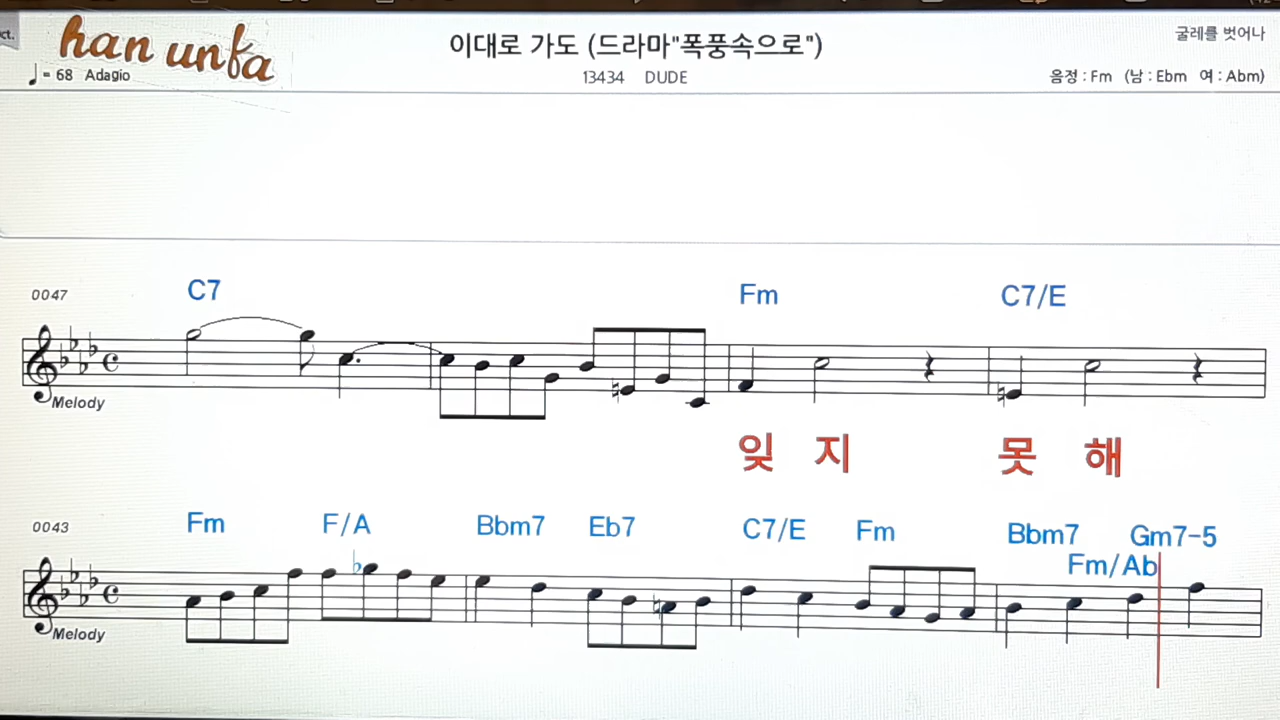 ct.
han unfa
이대로 가도 (드라마"폭풍속으로")
굴레를 벗어나
♩ = 68 Adagio
13434 DUDE
음정 : Fm (남 : Ebm 여 : Abm)
0047
C7 Fm C7/E
Melody
잊 지 못 해
0043
Fm F/A Bbm7 Eb7 C7/E Fm Bbm7 Gm7-5
Fm/Ab
Melody